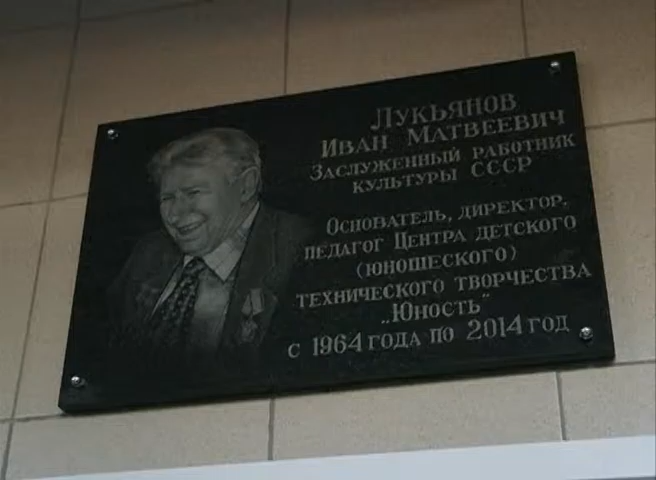 Лукьянов
Иван Матвеевич
Заслуженный работник
культуры СССР
Основатель, директор,
педагог Центра детского
(юношеского)
технического творчества
„Юность"
с 1964 года по 2014 год